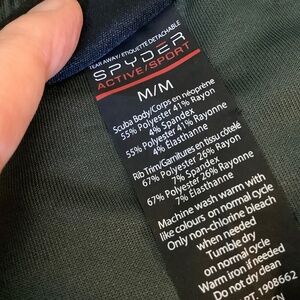 TEAR AWAY/ETIQUETTE DETACHABLE
SPYDER
ACTIVE/SPORT
M/M
Scuba Body/Corps en néoprène
55% Polyester 41% Rayon
4% Spandex
55% Polyester 41% Rayonne
4% Élasthanne
Rib Trim/Garnitures en tissu côtelé
67% Polyester 26% Rayon
7% Spandex
67% Polyester 26% Rayonne
7% Élasthanne
Machine wash warm with
like colours on normal cycle
Only non-chlorine bleach
when needed
Tumble dry
on normal cycle
Warm iron if needed
Do not dry clean
1908662